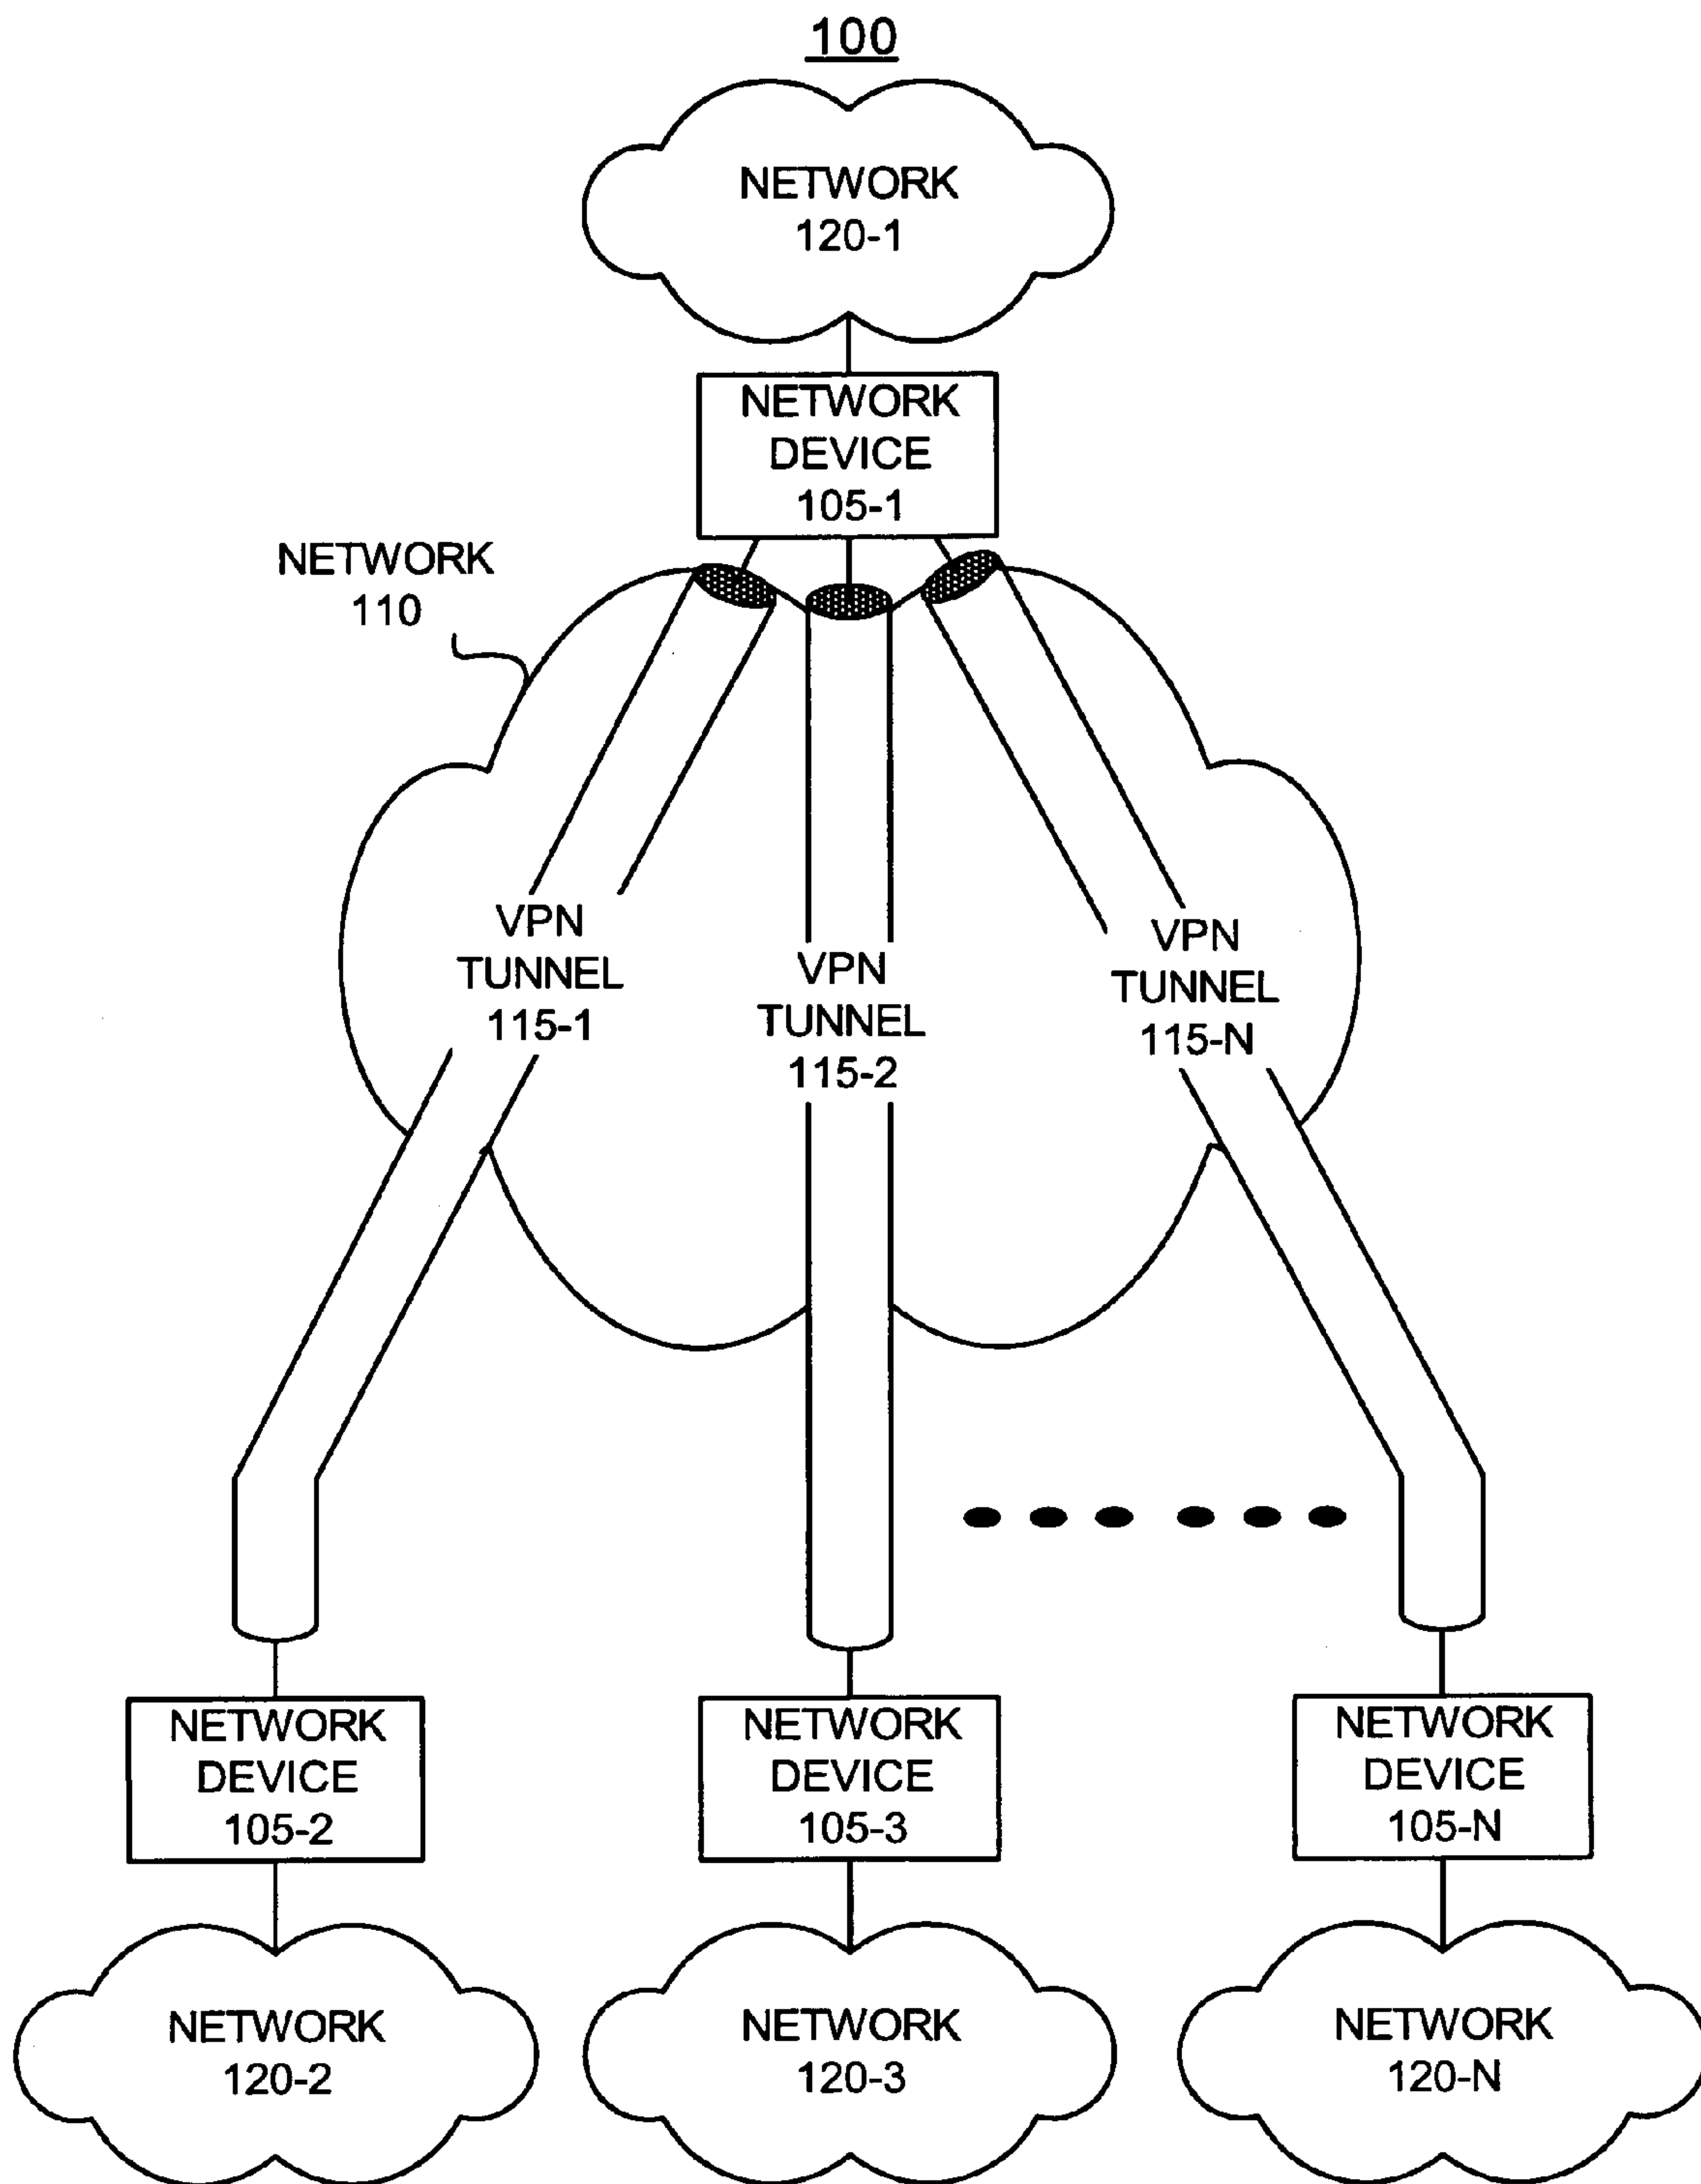 100
NETWORK
120-1
NETWORK
DEVICE
105-1
NETWORK
110
VPN
TUNNEL
115-1
VPN
TUNNEL
115-2
VPN
TUNNEL
115-N
NETWORK
DEVICE
105-2
NETWORK
DEVICE
105-3
NETWORK
DEVICE
105-N
NETWORK
120-2
NETWORK
120-3
NETWORK
120-N